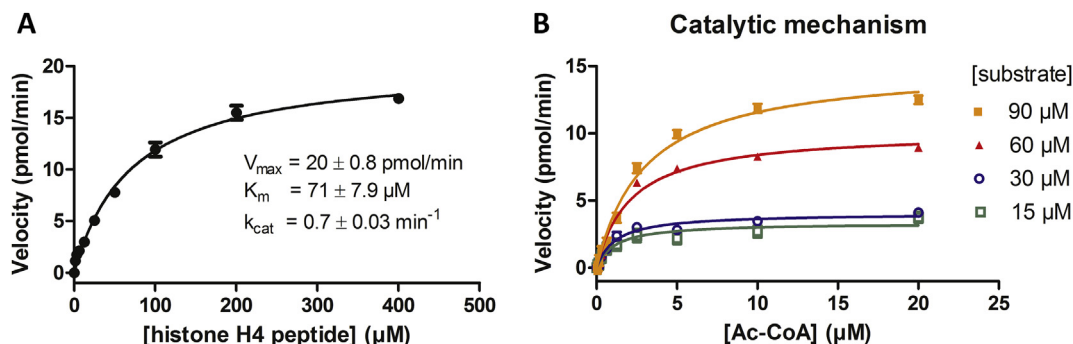 A
Velocity (pmol/min)
20
15
10
5
0
V_max = 20 ± 0.8 pmol/min
K_m = 71 ± 7.9 µM
k_cat = 0.7 ± 0.03 min⁻¹
0 100 200 300 400 500
[histone H4 peptide] (µM)
B
Catalytic mechanism
Velocity (pmol/min)
15
10
5
0
0 5 10 15 20 25
[Ac-CoA] (µM)
[substrate]
90 µM
60 µM
30 µM
15 µM